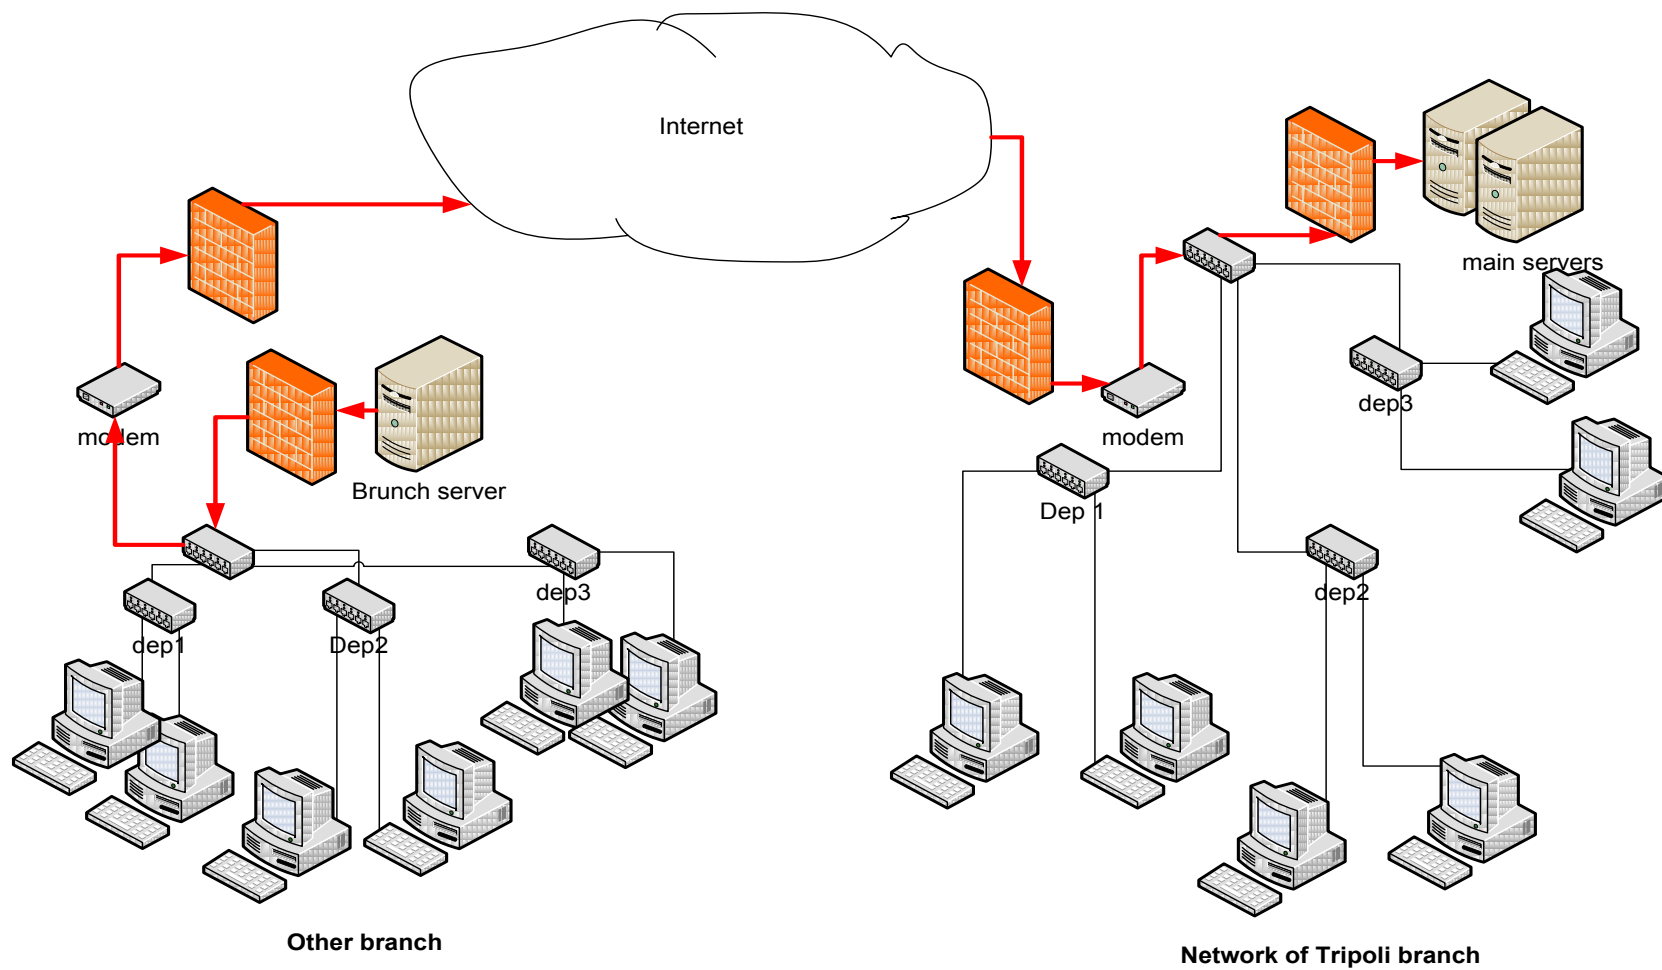 Internet
main servers
modem
Brunch server
modem
dep3
Dep 1
dep2
dep3
dep1
Dep2
Other branch
Network of Tripoli branch